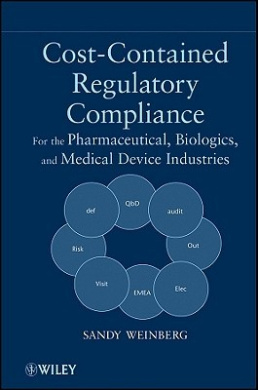 Cost-Contained
Regulatory
Compliance
For the Pharmaceutical, Biologics,
and Medical Device Industries
QbD
def
audit
Risk
Out
Visit
Elec
EMEA
SANDY WEINBERG
WILEY